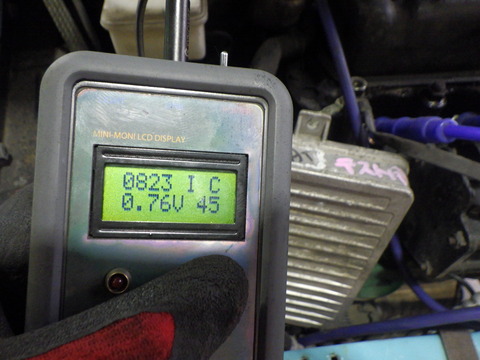 MINI-MONI LCD DISPLAY
0823 I C
0.76V 45